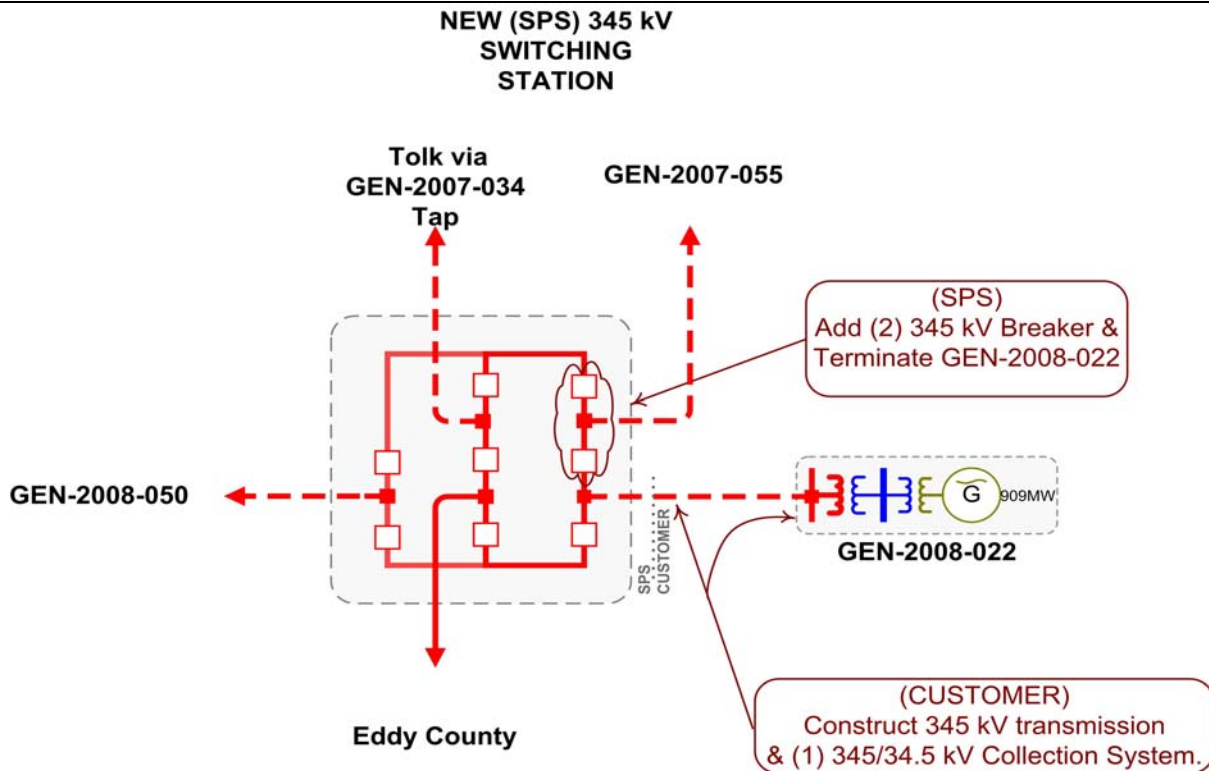 NEW (SPS) 345 kV
SWITCHING
STATION
Tolk via
GEN-2007-034
Tap
GEN-2007-055
(SPS)
Add (2) 345 kV Breaker &
Terminate GEN-2008-022
GEN-2008-050
SPS
CUSTOMER
G
909MW
GEN-2008-022
Eddy County
(CUSTOMER)
Construct 345 kV transmission
& (1) 345/34.5 kV Collection System.